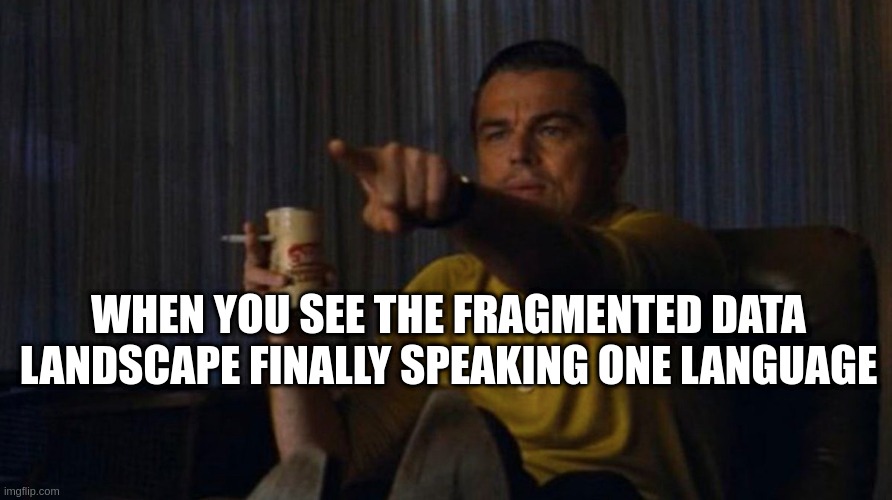 WHEN YOU SEE THE FRAGMENTED DATA
LANDSCAPE FINALLY SPEAKING ONE LANGUAGE
imgflip.com